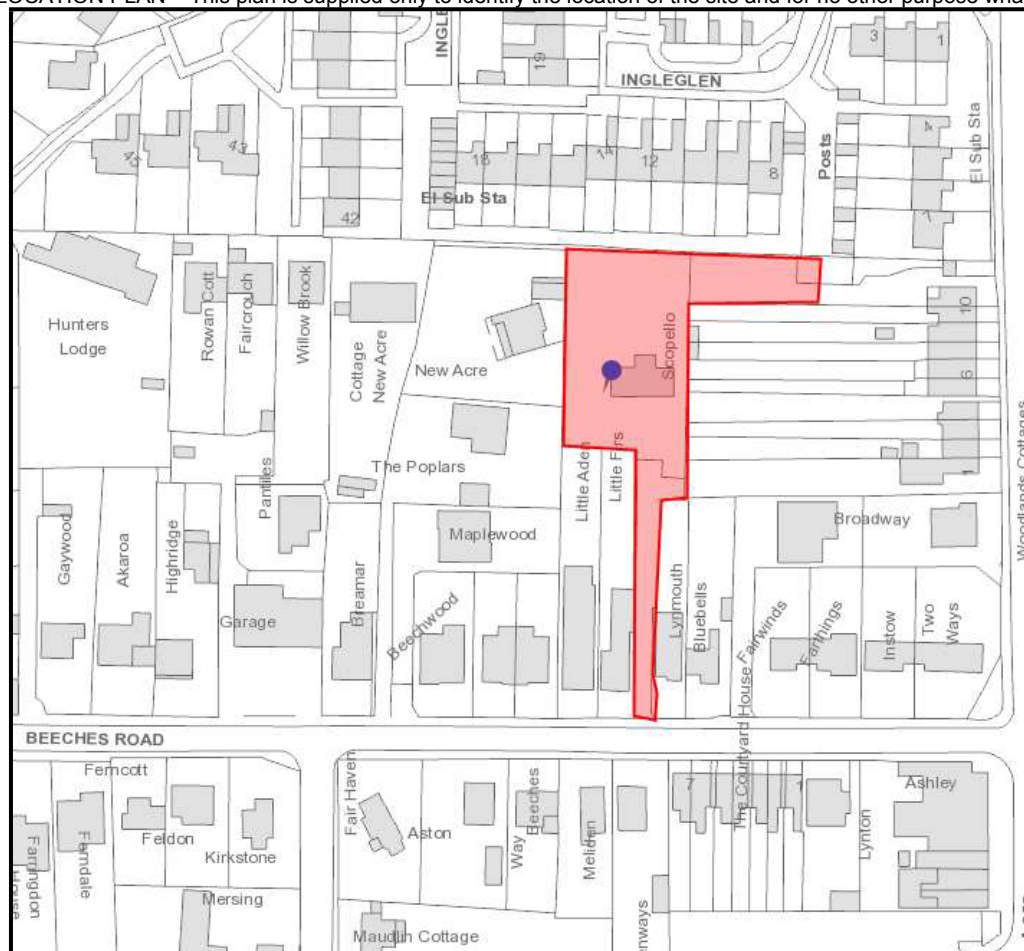 LOCATION PLAN - This plan is supplied only to identify the location of the site and for no other purpose
INGLE
3
1
19
INGLEGLEN
45
43
18
14
12
8
Posts
4
El Sub Sta
El Sub Sta
42
7
Hunters
Lodge
Rowan Cott
Faircrouch
Willow Brook
Cottage
New Acre
New Acre
Scopello
10
6
1
Woodlands Cottages
The Poplars
Little Aden
Little Firs
Pantiles
Gaywood
Akaroa
Highridge
Maplewood
Broadway
Garage
Breamar
Beechwood
Lynmouth
Bluebells
The Courtyard House
Fairwinds
Farthings
Instow
Two
Ways
BEECHES ROAD
Ferncott
Fair Haven
Beeches
Way
7
1
Ashley
Feldon
Kirkstone
Aston
Meliden
Lynton
Farringdon
House
Ferndale
Mersing
Maudlin Cottage